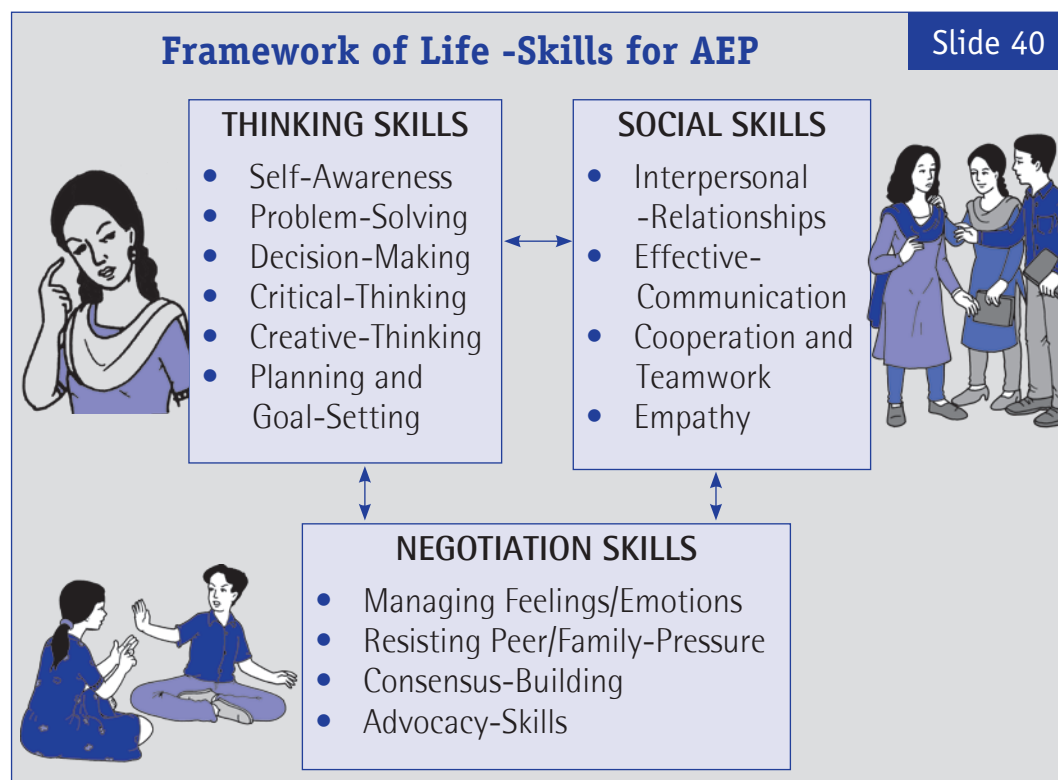 Framework of Life -Skills for AEP
Slide 40
THINKING SKILLS
• Self-Awareness
• Problem-Solving
• Decision-Making
• Critical-Thinking
• Creative-Thinking
• Planning and
Goal-Setting
SOCIAL SKILLS
• Interpersonal
-Relationships
• Effective-
Communication
• Cooperation and
Teamwork
• Empathy
NEGOTIATION SKILLS
• Managing Feelings/Emotions
• Resisting Peer/Family-Pressure
• Consensus-Building
• Advocacy-Skills